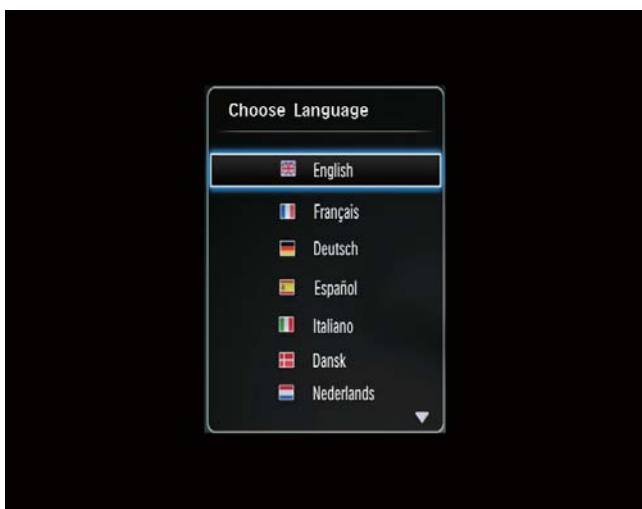 Choose Language
English
Français
Deutsch
Español
Italiano
Dansk
Nederlands